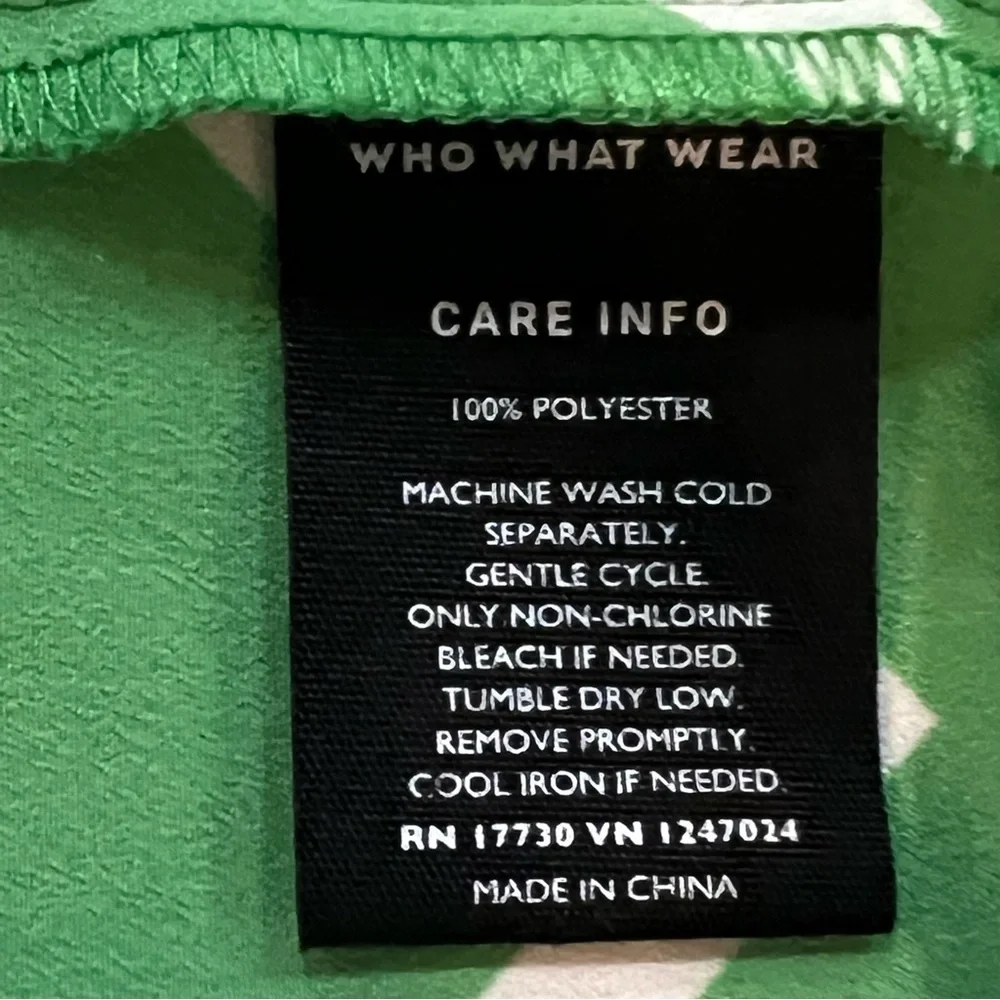 WHO WHAT WEAR
CARE INFO
100% POLYESTER
MACHINE WASH COLD
SEPARATELY.
GENTLE CYCLE.
ONLY NON-CHLORINE
BLEACH IF NEEDED.
TUMBLE DRY LOW.
REMOVE PROMPTLY.
COOL IRON IF NEEDED.
RN 17730 VN 1247024
MADE IN CHINA